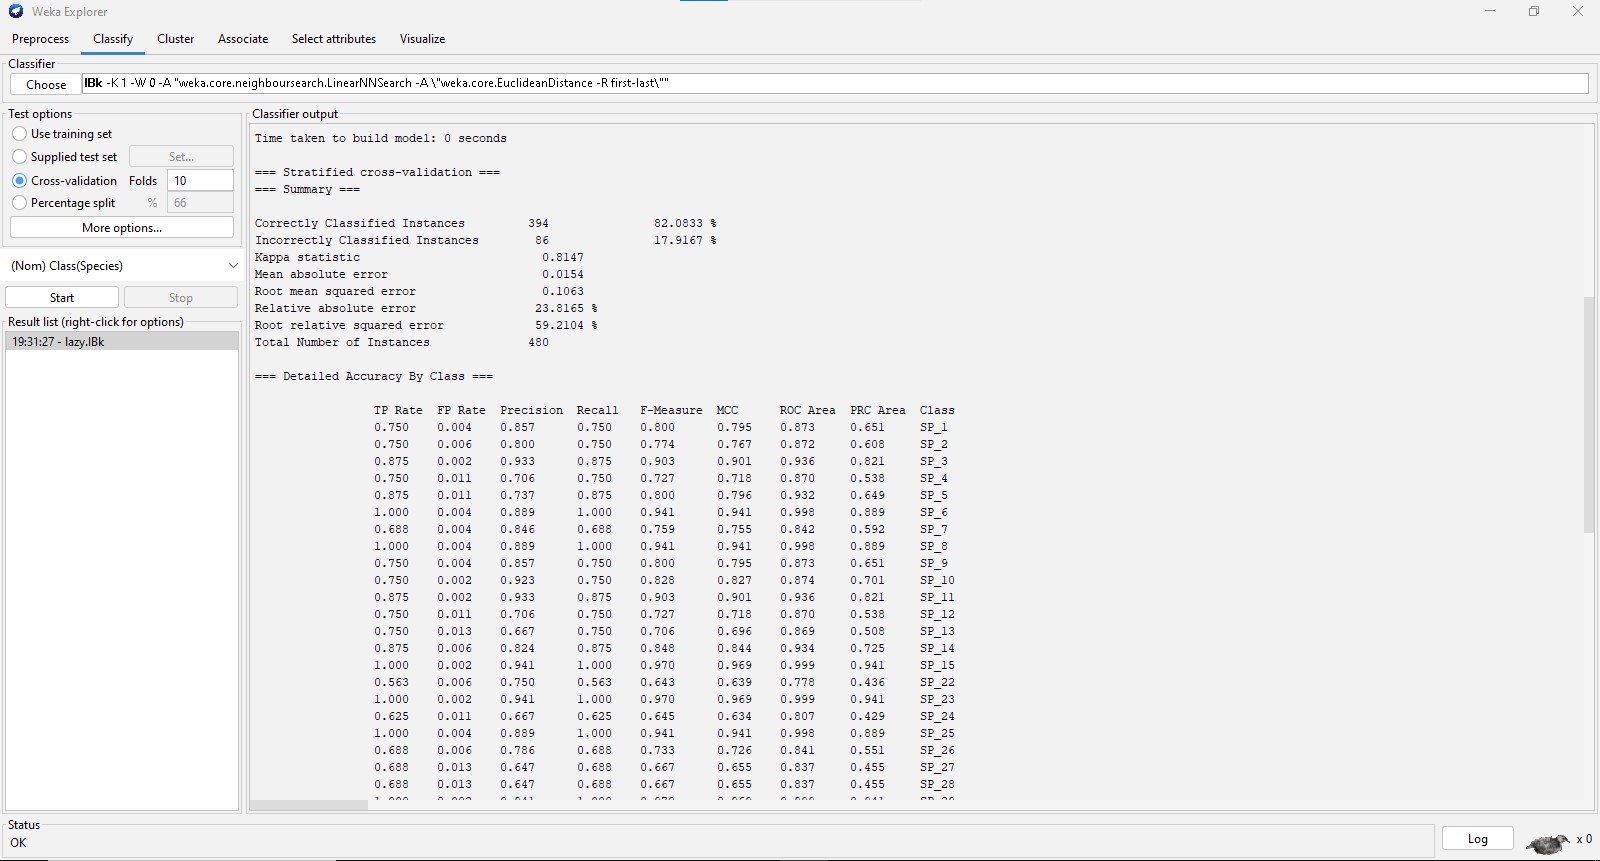 Weka Explorer
Preprocess Classify Cluster Associate Select attributes Visualize
Classifier
Choose IBk -K 1 -W 0 -A "weka.core.neighboursearch.LinearNNSearch -A \"weka.core.EuclideanDistance -R first-last\""
Test options
Use training set
Supplied test set Set...
Cross-validation Folds 10
Percentage split % 66
More options...
(Nom) Class(Species)
Start Stop
Result list (right-click for options)
19:31:27 - lazy.IBk
Classifier output
Time taken to build model: 0 seconds
=== Stratified cross-validation ===
=== Summary ===
Correctly Classified Instances 394 82.0833 %
Incorrectly Classified Instances 86 17.9167 %
Kappa statistic 0.8147
Mean absolute error 0.0154
Root mean squared error 0.1063
Relative absolute error 23.8165 %
Root relative squared error 59.2104 %
Total Number of Instances 480
=== Detailed Accuracy By Class ===
TP Rate FP Rate Precision Recall F-Measure MCC ROC Area PRC Area Class
0.750 0.004 0.857 0.750 0.800 0.795 0.873 0.651 SP_1
0.750 0.006 0.800 0.750 0.774 0.767 0.872 0.608 SP_2
0.875 0.002 0.933 0.875 0.903 0.901 0.936 0.821 SP_3
0.750 0.011 0.706 0.750 0.727 0.718 0.870 0.538 SP_4
0.875 0.011 0.737 0.875 0.800 0.796 0.932 0.649 SP_5
1.000 0.004 0.889 1.000 0.941 0.941 0.998 0.889 SP_6
0.688 0.004 0.846 0.688 0.759 0.755 0.842 0.592 SP_7
1.000 0.004 0.889 1.000 0.941 0.941 0.998 0.889 SP_8
0.750 0.004 0.857 0.750 0.800 0.795 0.873 0.651 SP_9
0.750 0.002 0.923 0.750 0.828 0.827 0.874 0.701 SP_10
0.875 0.002 0.933 0.875 0.903 0.901 0.936 0.821 SP_11
0.750 0.011 0.706 0.750 0.727 0.718 0.870 0.538 SP_12
0.750 0.013 0.667 0.750 0.706 0.696 0.869 0.508 SP_13
0.875 0.006 0.824 0.875 0.848 0.844 0.934 0.725 SP_14
1.000 0.002 0.941 1.000 0.970 0.969 0.999 0.941 SP_15
0.563 0.006 0.750 0.563 0.643 0.639 0.778 0.436 SP_22
1.000 0.002 0.941 1.000 0.970 0.969 0.999 0.941 SP_23
0.625 0.011 0.667 0.625 0.645 0.634 0.807 0.429 SP_24
1.000 0.004 0.889 1.000 0.941 0.941 0.998 0.889 SP_25
0.688 0.006 0.786 0.688 0.733 0.726 0.841 0.551 SP_26
0.688 0.013 0.647 0.688 0.667 0.655 0.837 0.455 SP_27
0.688 0.013 0.647 0.688 0.667 0.655 0.837 0.455 SP_28
Status
OK
Log x 0